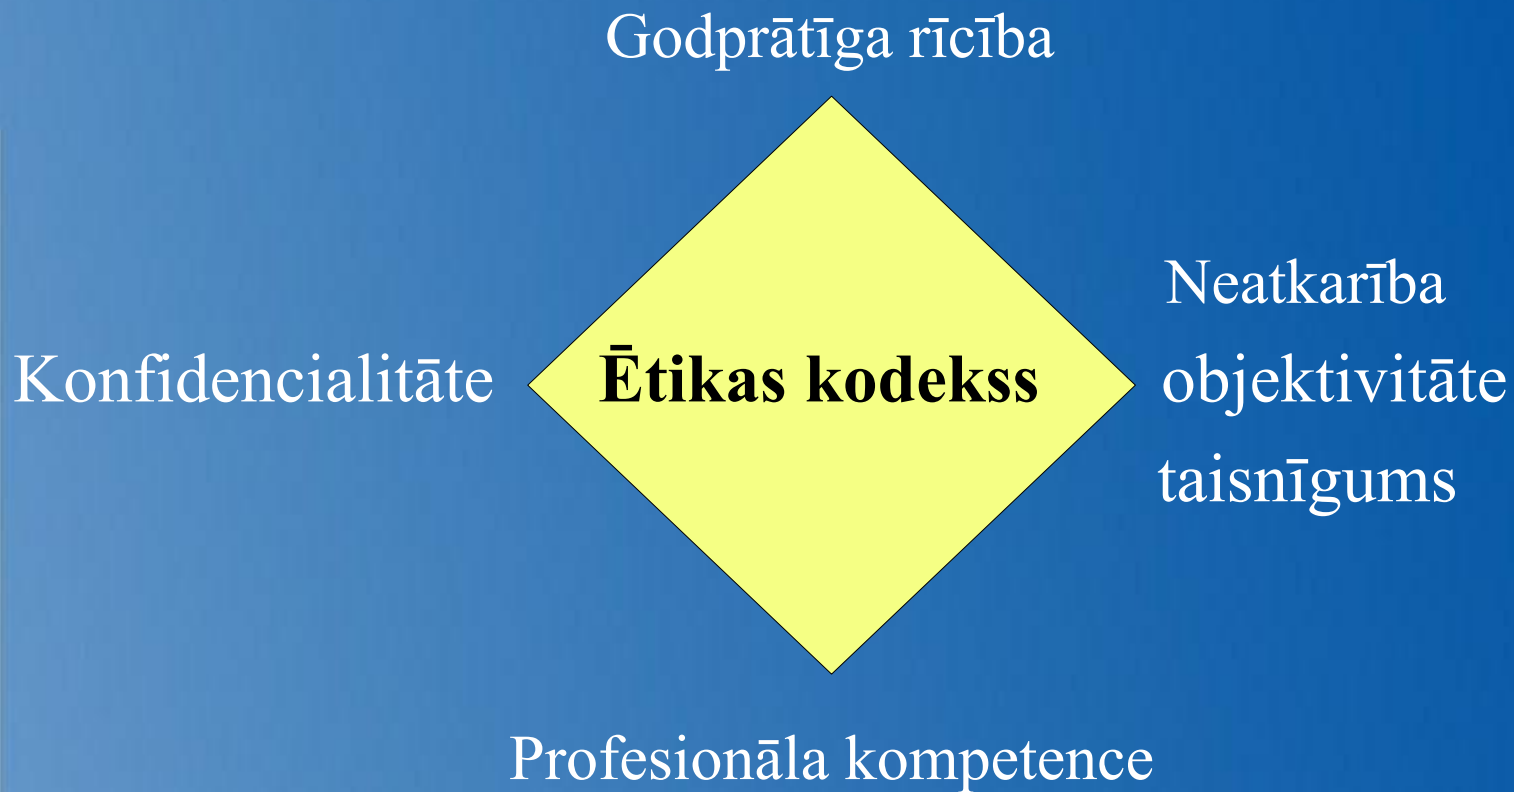 Godprātīga rīcība
Neatkarība
Konfidencialitāte
Ētikas kodekss
objektivitāte
taisnīgums
Profesionāla kompetence